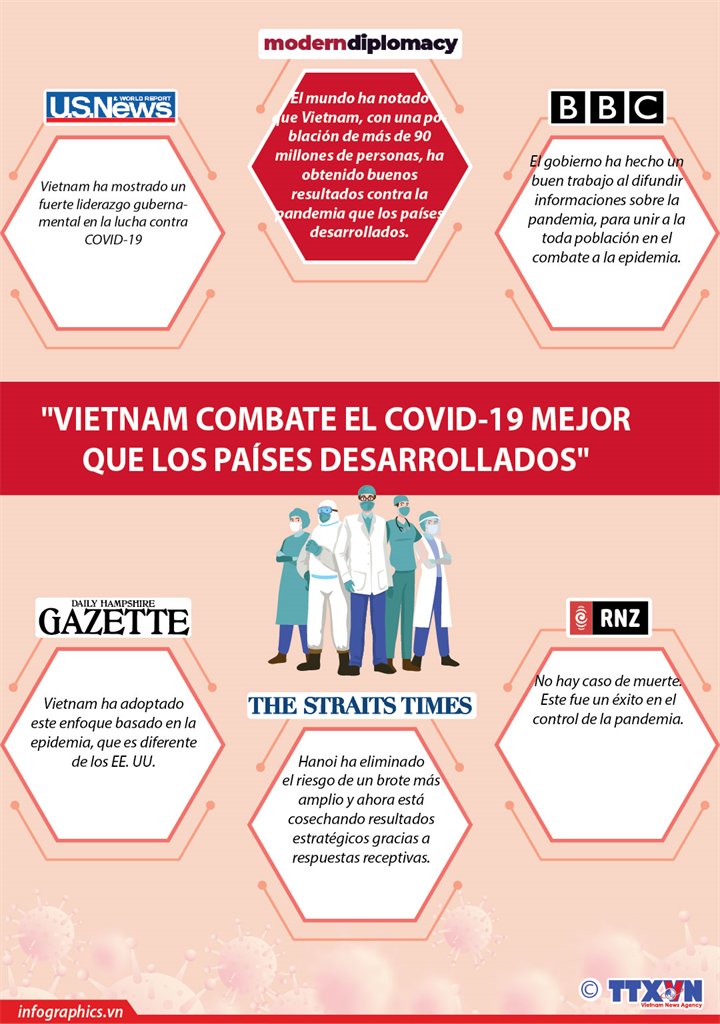 moderndiplomacy
El mundo ha notado
que Vietnam, con una po-
blación de más de 90
millones de personas, ha
obtenido buenos
resultados contra la
pandemia que los países
desarrollados.
U.S.News
& WORLD REPORT
Vietnam ha mostrado un
fuerte liderazgo guberna-
mental en la lucha contra
COVID-19
BBC
El gobierno ha hecho un
buen trabajo al difundir
informaciones sobre la
pandemia, para unir a la
toda población en el
combate a la epidemia.
"VIETNAM COMBATE EL COVID-19 MEJOR
QUE LOS PAÍSES DESARROLLADOS"
DAILY HAMPSHIRE
GAZETTE
Vietnam ha adoptado
este enfoque basado en la
epidemia, que es diferente
de los EE. UU.
THE STRAITS TIMES
Hanoi ha eliminado
el riesgo de un brote más
amplio y ahora está
cosechando resultados
estratégicos gracias a
respuestas receptivas.
RNZ
No hay caso de muerte.
Este fue un éxito en el
control de la pandemia.
infographics.vn
© TTXVN
Vietnam News Agency